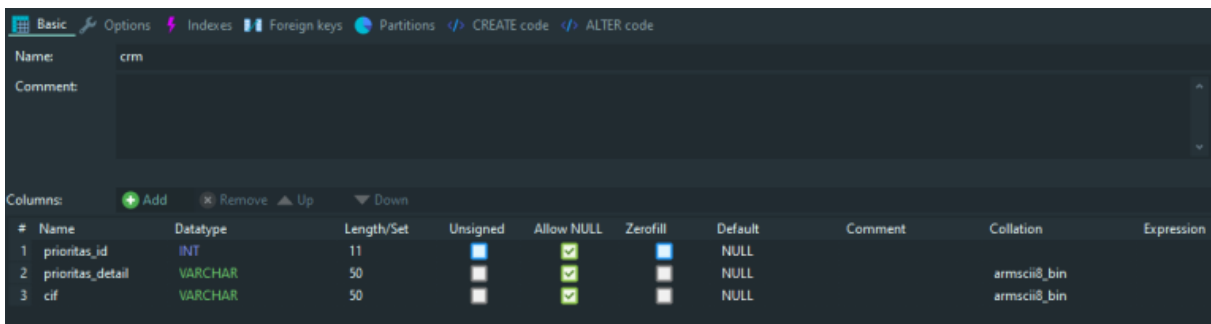 Basic Options Indexes Foreign keys Partitions </> CREATE code </> ALTER code
Name: crm
Comment:
Columns: Add Remove Up Down
# Name Datatype Length/Set Unsigned Allow NULL Zerofill Default Comment Collation Expression
1 prioritas_id INT 11 NULL
2 prioritas_detail VARCHAR 50 NULL armscii8_bin
3 cif VARCHAR 50 NULL armscii8_bin